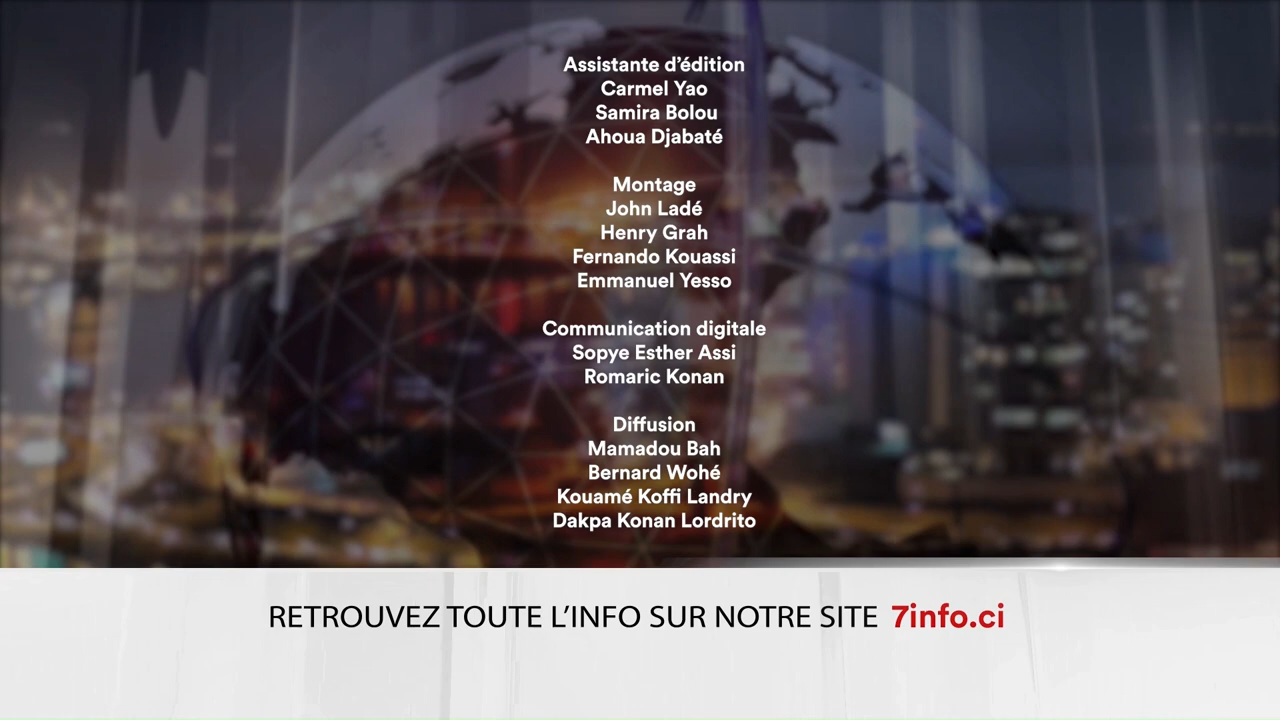 Assistante d'édition
Carmel Yao
Samira Bolou
Ahoua Djabaté
Montage
John Ladé
Henry Grah
Fernando Kouassi
Emmanuel Yesso
Communication digitale
Sopye Esther Assi
Romaric Konan
Diffusion
Mamadou Bah
Bernard Wohé
Kouamé Koffi Landry
Dakpa Konan Lordrito
RETROUVEZ TOUTE L'INFO SUR NOTRE SITE 7info.ci